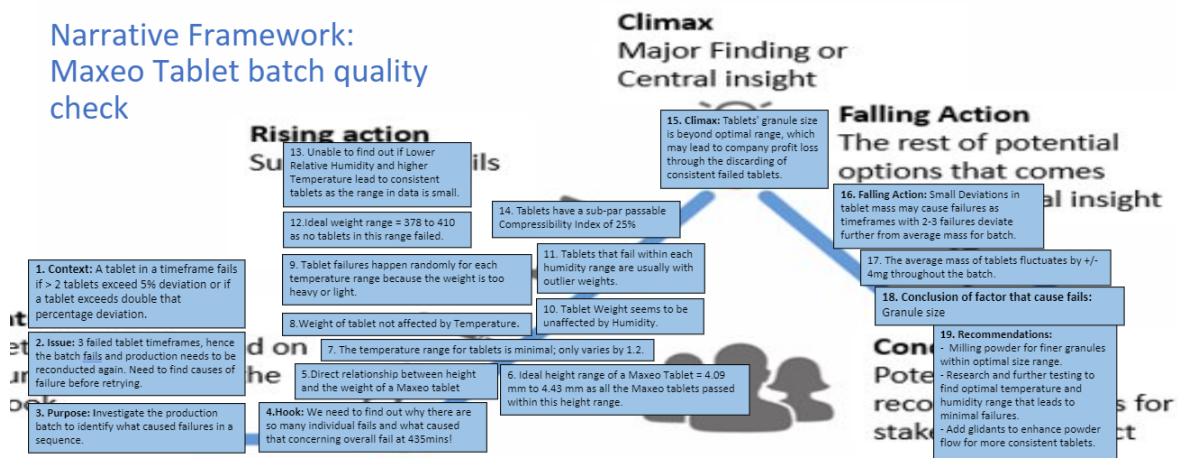 Narrative Framework:
Maxeo Tablet batch quality
check
Climax
Major Finding or
Central insight
Rising action
Falling Action
The rest of potential
options that comes
al insight
1. Context: A tablet in a timeframe fails
if > 2 tablets exceed 5% deviation or if
a tablet exceeds double that
percentage deviation.
2. Issue: 3 failed tablet timeframes, hence
the batch fails and production needs to be
reconducted again. Need to find causes of
failure before retrying.
3. Purpose: Investigate the production
batch to identify what caused failures in a
sequence.
4.Hook: We need to find out why there are
so many individual fails and what caused
that concerning overall fail at 435mins!
5.Direct relationship between height
and the weight of a Maxeo tablet
6. Ideal height range of a Maxeo Tablet = 4.09
mm to 4.43 mm as all the Maxeo tablets passed
within this height range.
7. The temperature range for tablets is minimal; only varies by 1.2.
8.Weight of tablet not affected by Temperature.
9. Tablet failures happen randomly for each
temperature range because the weight is too
heavy or light.
10. Tablet Weight seems to be
unaffected by Humidity.
11. Tablets that fail within each
humidity range are usually with
outlier weights.
12.Ideal weight range = 378 to 410
as no tablets in this range failed.
13. Unable to find out if Lower
Relative Humidity and higher
Temperature lead to consistent
tablets as the range in data is small.
14. Tablets have a sub-par passable
Compressibility Index of 25%
15. Climax: Tablets' granule size
is beyond optimal range, which
may lead to company profit loss
through the discarding of
consistent failed tablets.
16. Falling Action: Small Deviations in
tablet mass may cause failures as
timeframes with 2-3 failures deviate
further from average mass for batch.
17. The average mass of tablets fluctuates by +/-
4mg throughout the batch.
18. Conclusion of factor that cause fails:
Granule size
19. Recommendations:
- Milling powder for finer granules
within optimal size range.
- Research and further testing to
find optimal temperature and
humidity range that leads to
minimal failures.
- Add glidants to enhance powder
flow for more consistent tablets.